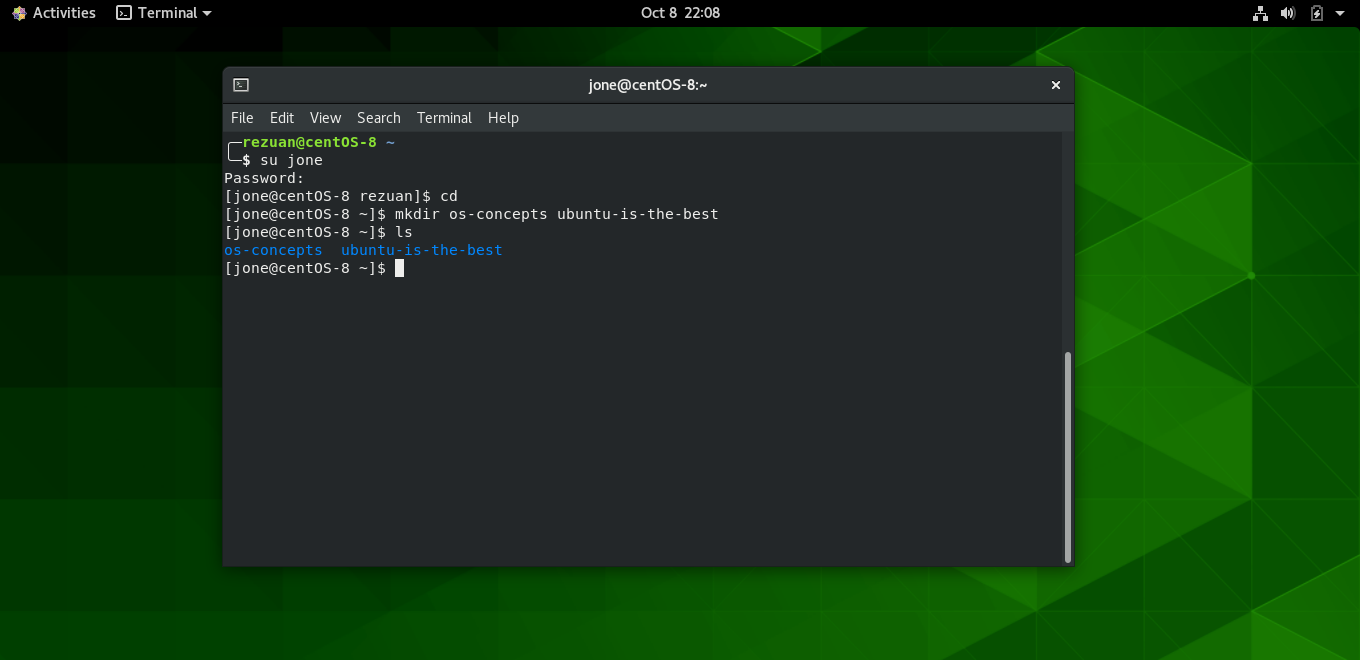 Activities Terminal Oct 8 22:08
jone@centOS-8:~
File Edit View Search Terminal Help
rezuan@centOS-8 ~
$ su jone
Password:
[jone@centOS-8 rezuan]$ cd
[jone@centOS-8 ~]$ mkdir os-concepts ubuntu-is-the-best
[jone@centOS-8 ~]$ ls
os-concepts  ubuntu-is-the-best
[jone@centOS-8 ~]$